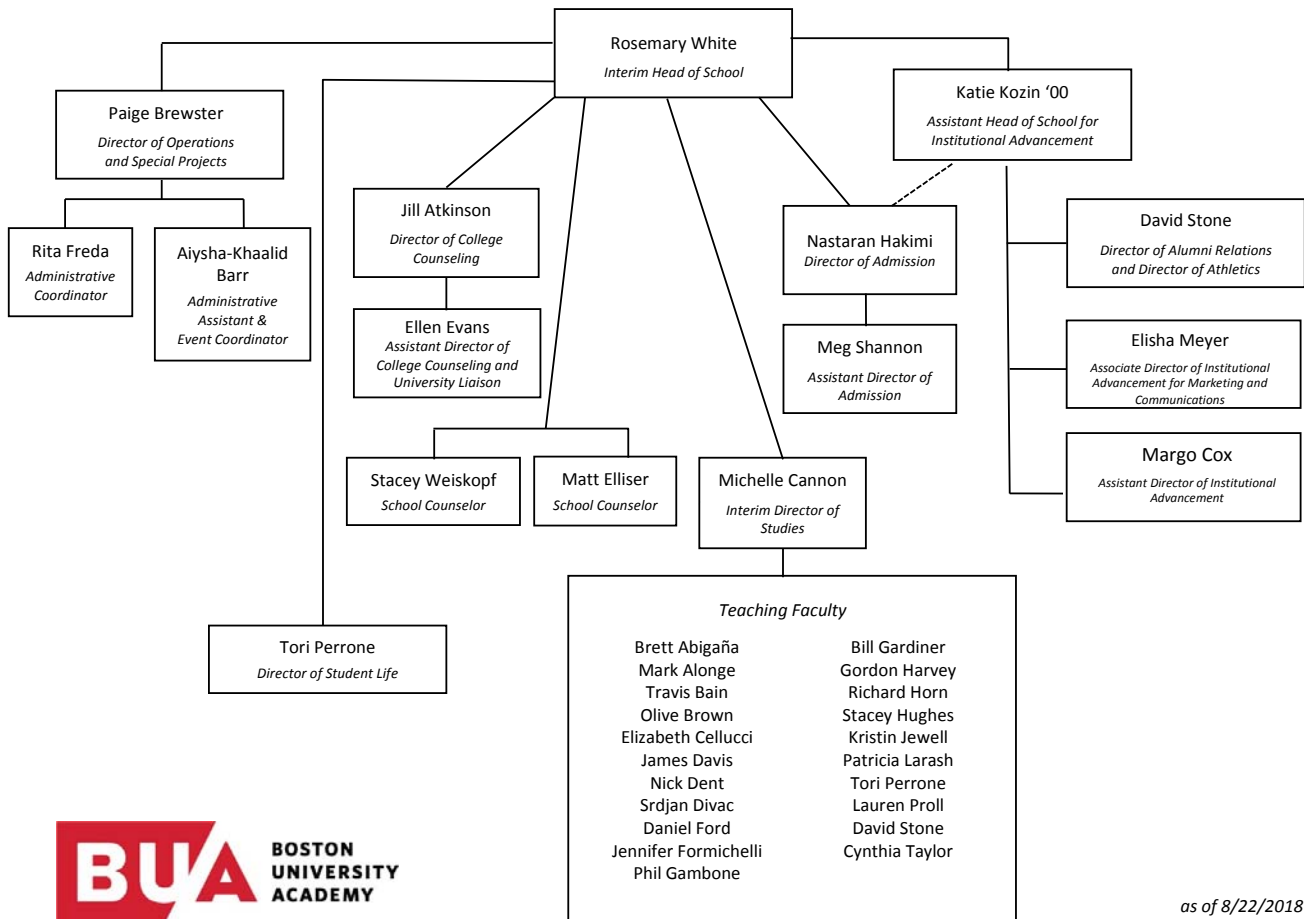 Rosemary White
Interim Head of School
Paige Brewster
Director of Operations
and Special Projects
Katie Kozin ‘00
Assistant Head of School for
Institutional Advancement
Rita Freda
Administrative
Coordinator
Aiysha-Khaalid
Barr
Administrative
Assistant &
Event Coordinator
Jill Atkinson
Director of College
Counseling
Ellen Evans
Assistant Director of
College Counseling and
University Liaison
Nastaran Hakimi
Director of Admission
Meg Shannon
Assistant Director of
Admission
David Stone
Director of Alumni Relations
and Director of Athletics
Elisha Meyer
Associate Director of Institutional
Advancement for Marketing and
Communications
Margo Cox
Assistant Director of Institutional
Advancement
Stacey Weiskopf
School Counselor
Matt Elliser
School Counselor
Michelle Cannon
Interim Director of
Studies
Tori Perrone
Director of Student Life
Teaching Faculty
Brett Abigaña
Mark Alonge
Travis Bain
Olive Brown
Elizabeth Cellucci
James Davis
Nick Dent
Srdjan Divac
Daniel Ford
Jennifer Formichelli
Phil Gambone
Bill Gardiner
Gordon Harvey
Richard Horn
Stacey Hughes
Kristin Jewell
Patricia Larash
Tori Perrone
Lauren Proll
David Stone
Cynthia Taylor
BUA
BOSTON
UNIVERSITY
ACADEMY
as of 8/22/2018